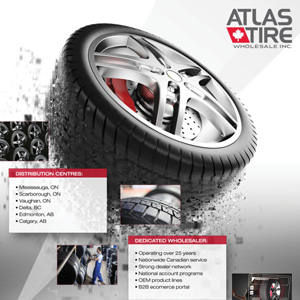 ATLAS
TIRE
WHOLESALE INC.
DISTRIBUTION CENTRES:
• Mississauga, ON
• Scarborough, ON
• Vaughan, ON
• Delta, BC
• Edmonton, AB
• Calgary, AB
DEDICATED WHOLESALER:
• Operating over 25 years
• Nationwide Canadian service
• Strong dealer network
• National account programs
• OEM product lines
• B2B ecomerce portal